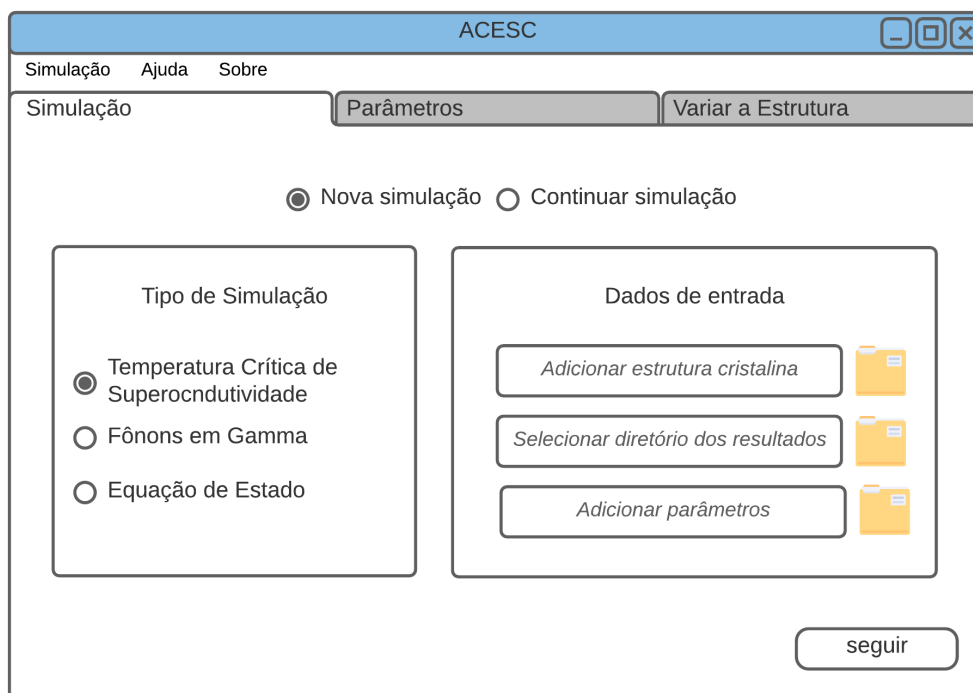 ACESC
Simulação Ajuda Sobre
Simulação Parâmetros Variar a Estrutura
Nova simulação Continuar simulação
Tipo de Simulação
Temperatura Crítica de
Superocndutividade
Fônons em Gamma
Equação de Estado
Dados de entrada
Adicionar estrutura cristalina
Selecionar diretório dos resultados
Adicionar parâmetros
seguir